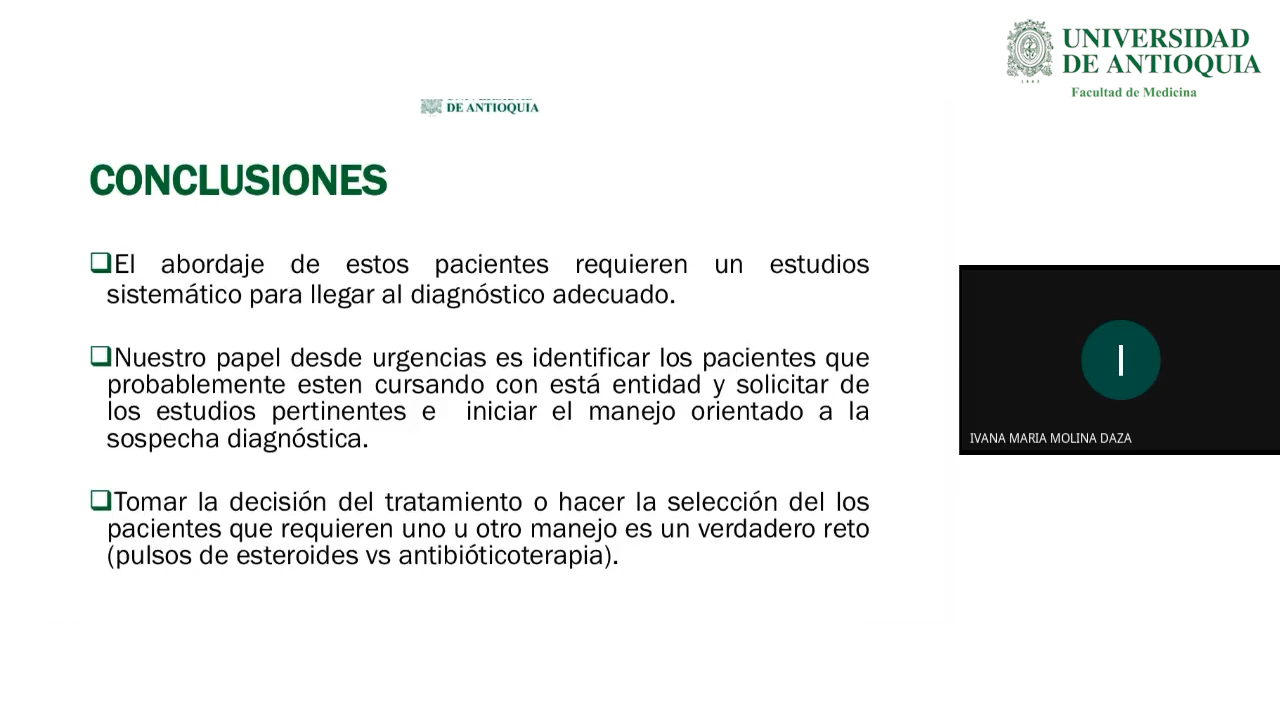 UNIVERSIDAD
DE ANTIOQUIA
1803
Facultad de Medicina
DE ANTIOQUIA
CONCLUSIONES
El abordaje de estos pacientes requieren un estudios
sistemático para llegar al diagnóstico adecuado.
Nuestro papel desde urgencias es identificar los pacientes que
probablemente esten cursando con está entidad y solicitar de
los estudios pertinentes e iniciar el manejo orientado a la
sospecha diagnóstica.
Tomar la decisión del tratamiento o hacer la selección del los
pacientes que requieren uno u otro manejo es un verdadero reto
(pulsos de esteroides vs antibióticoterapia).
I
IVANA MARIA MOLINA DAZA